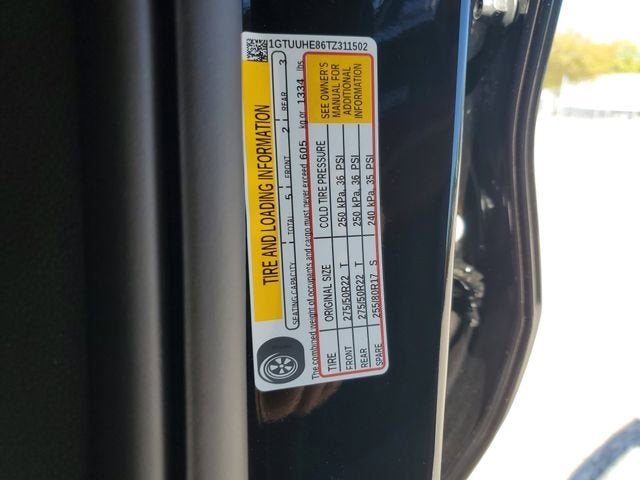 1GTUUHE86TZ311502
TIRE AND LOADING INFORMATION
SEATING CAPACITY TOTAL 5 FRONT 2 REAR 3
The combined weight of occupants and cargo must never exceed 605 kg or 1334 lbs
TIRE ORIGINAL SIZE COLD TIRE PRESSURE
FRONT 275/50R22 T 250 kPa, 36 PSI
REAR 275/50R22 T 250 kPa, 36 PSI
SPARE 255/80R17 S 240 kPa, 35 PSI
SEE OWNER'S
MANUAL FOR
ADDITIONAL
INFORMATION